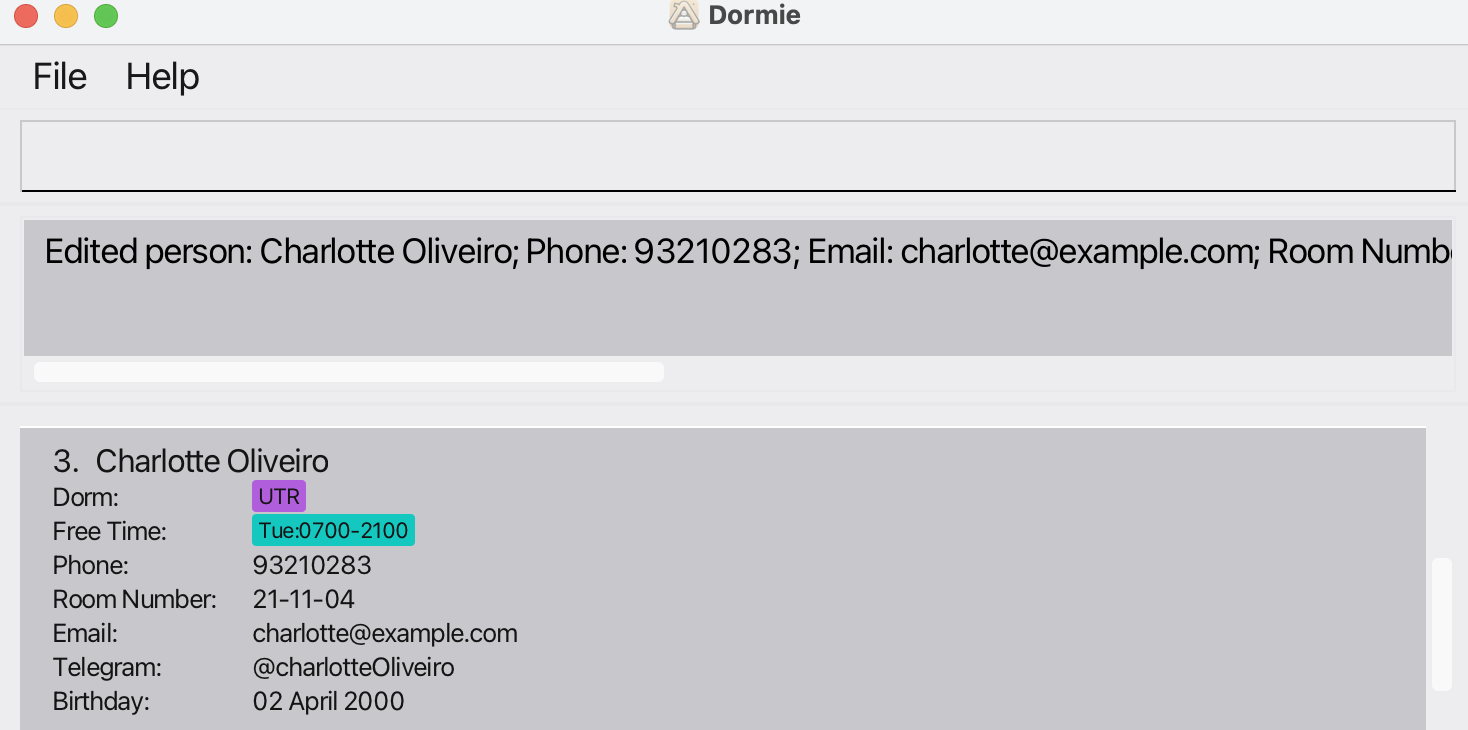 Dormie
File Help
Edited person: Charlotte Oliveiro; Phone: 93210283; Email: charlotte@example.com; Room
3. Charlotte Oliveiro
Dorm: UTR
Free Time: Tue:0700-2100
Phone: 93210283
Room Number: 21-11-04
Email: charlotte@example.com
Telegram: @charlotteOliveiro
Birthday: 02 April 2000